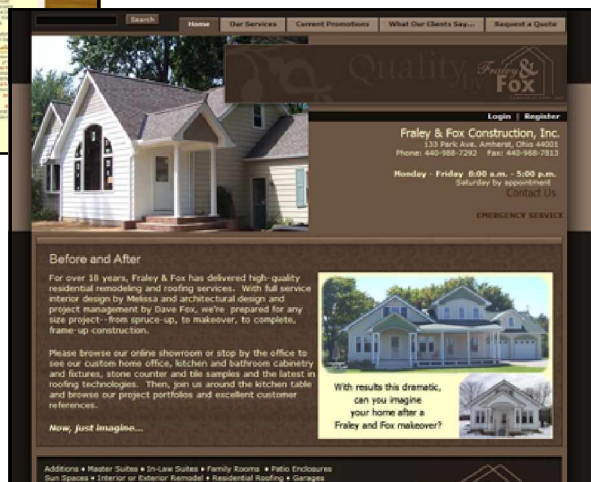 Search
Home
Our Services
Current Promotions
What Our Clients Say...
Request a Quote
Quality by
Fraley & Fox
Login | Register
Fraley & Fox Construction, Inc.
133 Park Ave. Amherst, Ohio 44001
Phone: 440-988-7292 Fax: 440-988-7813
Monday - Friday 8:00 a.m. - 5:00 p.m.
Saturday by appointment
Contact Us
EMERGENCY SERVICE
Before and After
For over 18 years, Fraley & Fox has delivered high-quality
residential remodeling and roofing services. With full service
interior design by Melissa and architectural design and
project management by Dave Fox, we're prepared for any
size project--from spruce-up, to makeover, to complete,
frame-up construction.
Please browse our online showroom or stop by the office to
see our custom home office, kitchen and bathroom cabinetry
and fixtures, stone counter and tile samples and the latest in
roofing technologies. Then, join us around the kitchen table
and browse our project portfolios and excellent customer
references.
Now, just imagine...
With results this dramatic,
can you imagine
your home after a
Fraley and Fox makeover?
Additions • Master Suites • In-Law Suites • Family Rooms • Patio Enclosures
Sun Spaces • Interior or Exterior Remodel • Residential Roofing • Garages